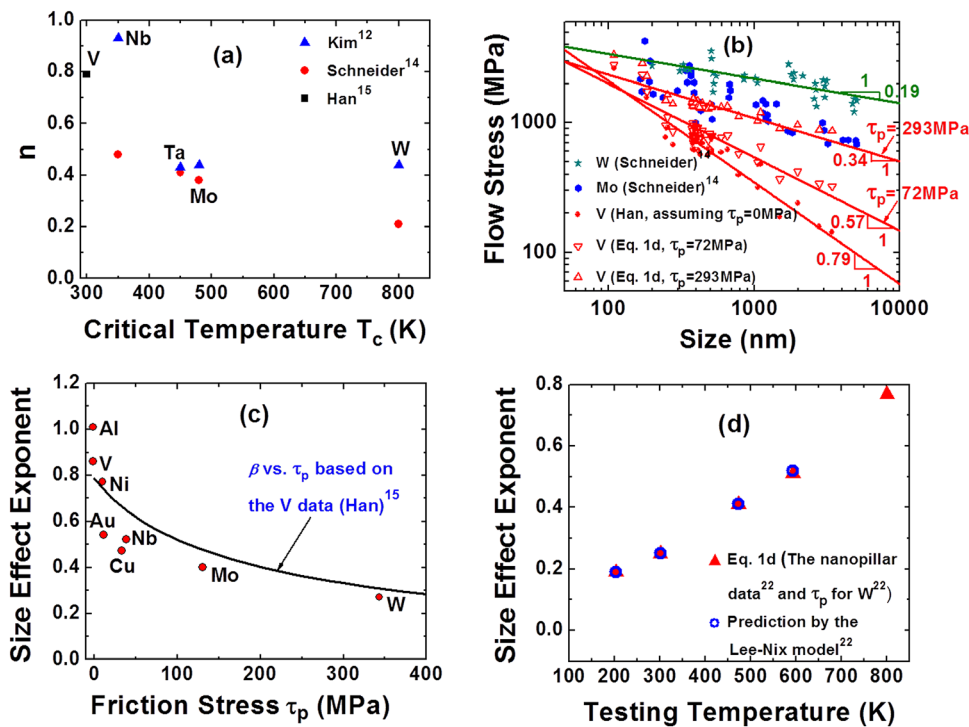 (a)
n
1.0
0.8
0.6
0.4
0.2
0.0
300 400 500 600 700 800
Critical Temperature T_c (K)
V
Nb
Ta
Mo
W
Kim¹²
Schneider¹⁴
Han¹⁵
(b)
Flow Stress (MPa)
1000
100
100 1000 10000
Size (nm)
1
0.19
τ_p= 293MPa
0.34
1
τ_p= 72MPa
0.57
1
0.79
1
W (Schneider)¹⁴
Mo (Schneider)¹⁴
V (Han, assuming τ_p=0MPa)
V (Eq. 1d, τ_p=72MPa)
V (Eq. 1d, τ_p=293MPa)
(c)
Size Effect Exponent
1.2
1.0
0.8
0.6
0.4
0.2
0.0
0 100 200 300 400
Friction Stress τ_p (MPa)
Al
V
Ni
Au
Nb
Cu
Mo
W
β vs. τ_p based on
the V data (Han)¹⁵
(d)
Size Effect Exponent
0.8
0.6
0.4
0.2
0.0
100 200 300 400 500 600 700 800
Testing Temperature (K)
Eq. 1d (The nanopillar
data²² and τ_p for W²²)
Prediction by the
Lee-Nix model²²